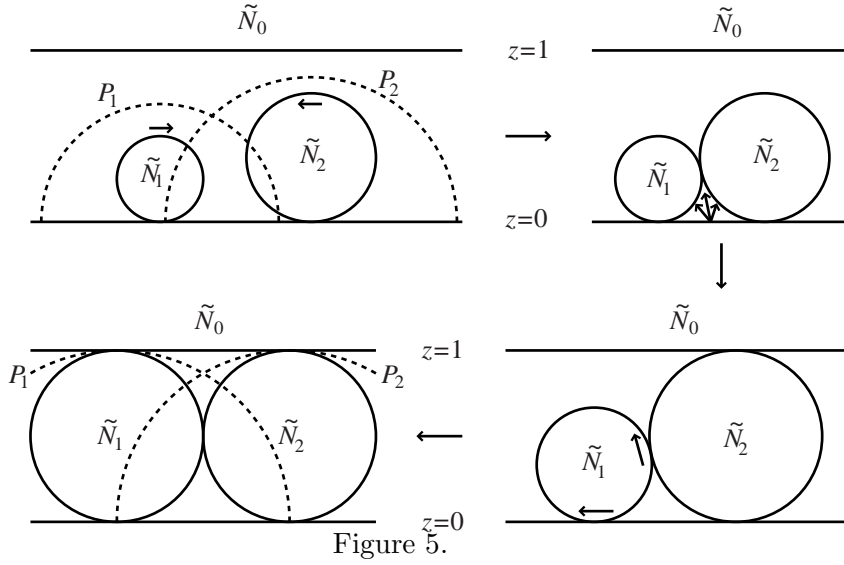 Ñ₀ z=1 Ñ₀
P₁ P₂
Ñ₁ Ñ₂ Ñ₁ Ñ₂
z=0
Ñ₀ Ñ₀
z=1
P₁ P₂
Ñ₁ Ñ₂ Ñ₁ Ñ₂
z=0
Figure 5.